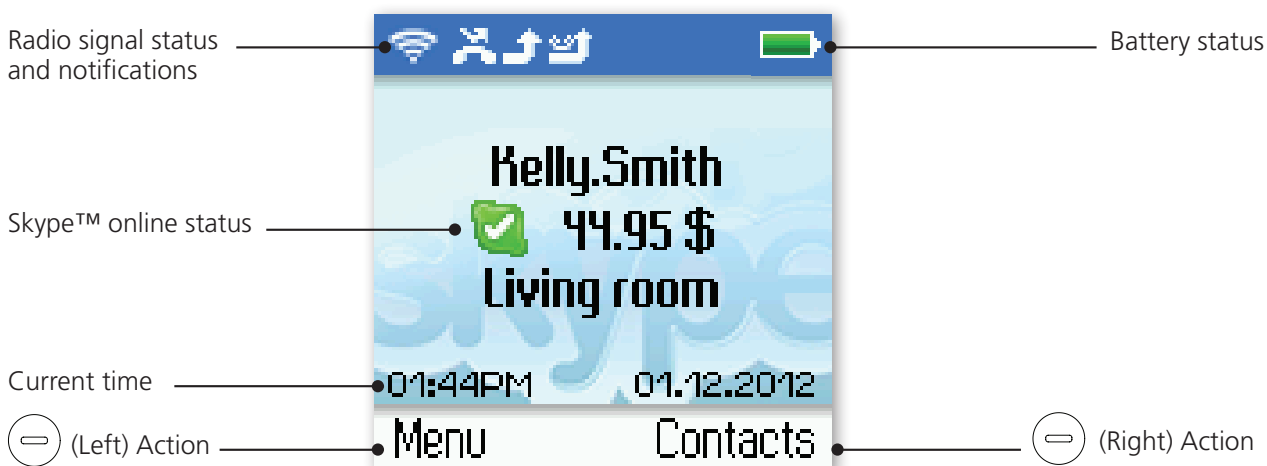 Radio signal status
and notifications
Battery status
Kelly.Smith
Skype™ online status
44.95 $
Living room
skype
Current time
01:44PM 01.12.2012
(Left) Action
Menu Contacts
(Right) Action